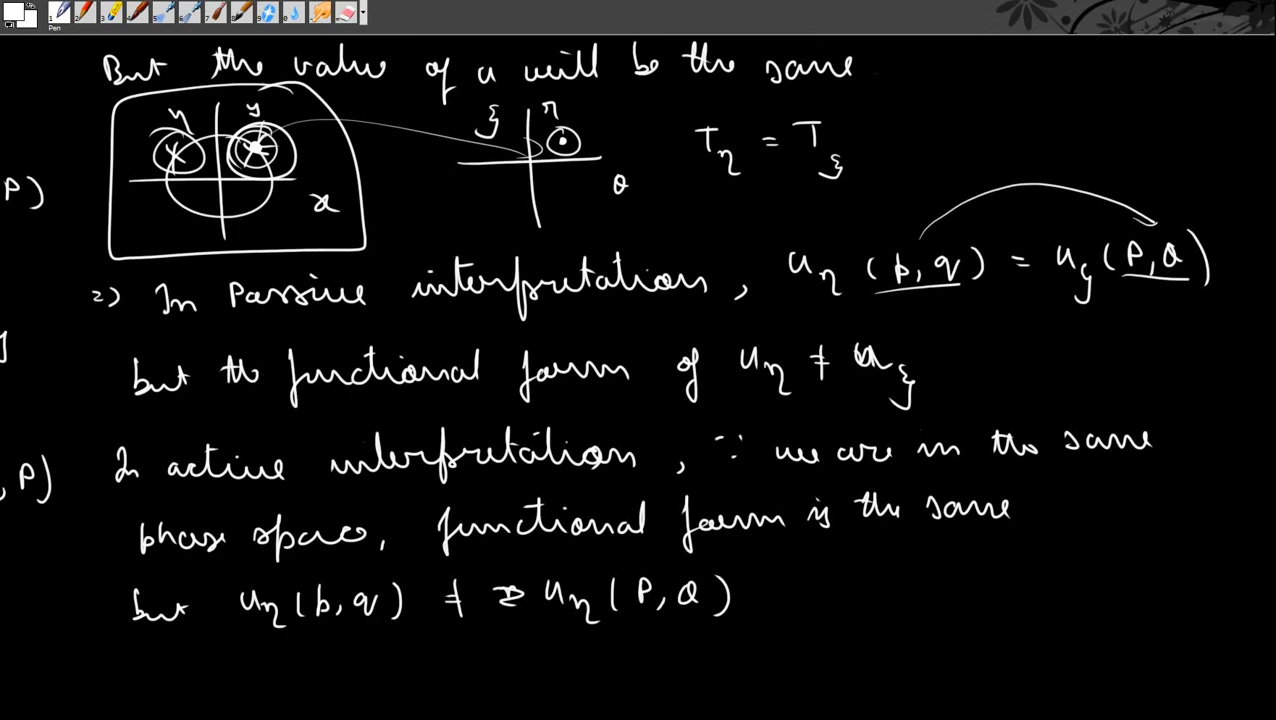 Pen
But the value of u will be the same
η y ξ r
x θ
T_η = T_ξ
P)
2) In Passive interpretation, u_η (p, q) = u_ξ (P, Q)
but the functional form of u_η ≠ u_ξ
In active interpretation, ∵ we are in the same
, P)
phase space, functional form is the same
but u_η (p, q) ≠ u_η (P, Q)